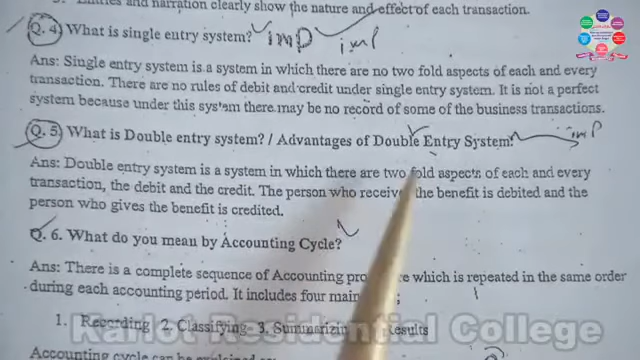 Entries and narration clearly show the nature and effect of each transaction.
Q. 4 What is single entry system? imp imp
Ans: Single entry system is a system in which there are no two fold aspects of each and every
transaction. There are no rules of debit and credit under single entry system. It is not a perfect
system because under this system there may be no record of some of the business transactions.
Q. 5 What is Double entry system? / Advantages of Double Entry System: imp
Ans: Double entry system is a system in which there are two fold aspects of each and every
transaction, the debit and the credit. The person who receives the benefit is debited and the
person who gives the benefit is credited.
Q. 6. What do you mean by Accounting Cycle?
Ans: There is a complete sequence of Accounting which is repeated in the same order
during each accounting period. It includes four main
1. Recording 2. Classifying 3. Summarizin Results
Karlot Residential College
Accounting cycle can be explained